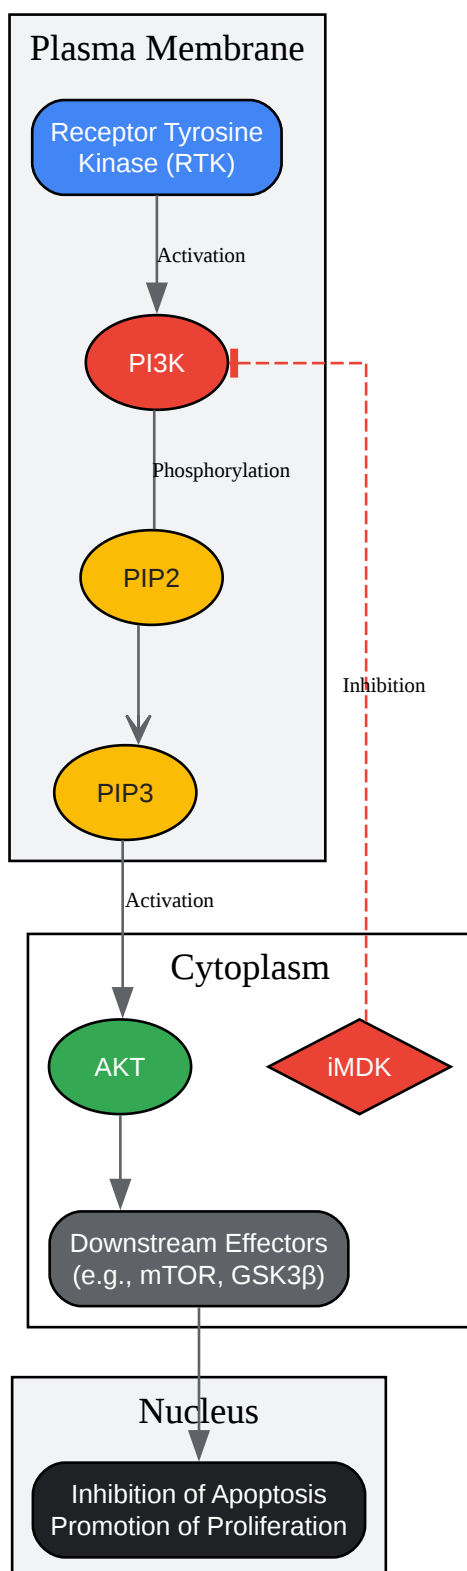 Plasma Membrane
Receptor Tyrosine
Kinase (RTK)
Activation
PI3K
Phosphorylation
PIP2
Inhibition
PIP3
Activation
Cytoplasm
AKT
iMDK
Downstream Effectors
(e.g., mTOR, GSK3β)
Nucleus
Inhibition of Apoptosis
Promotion of Proliferation